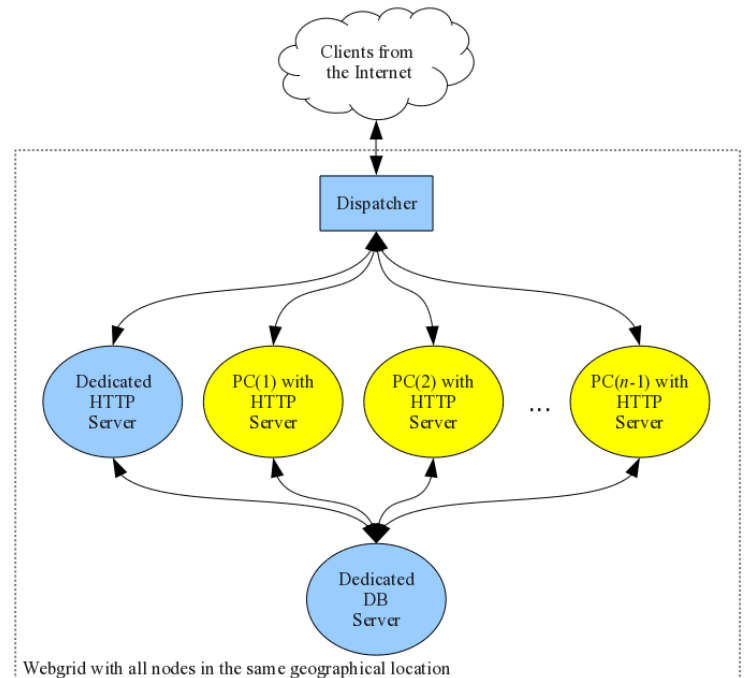 Clients from
the Internet
Dispatcher
Dedicated
HTTP
Server
PC(1) with
HTTP
Server
PC(2) with
HTTP
Server
...
PC(n-1) with
HTTP
Server
Dedicated
DB
Server
Webgrid with all nodes in the same geographical location